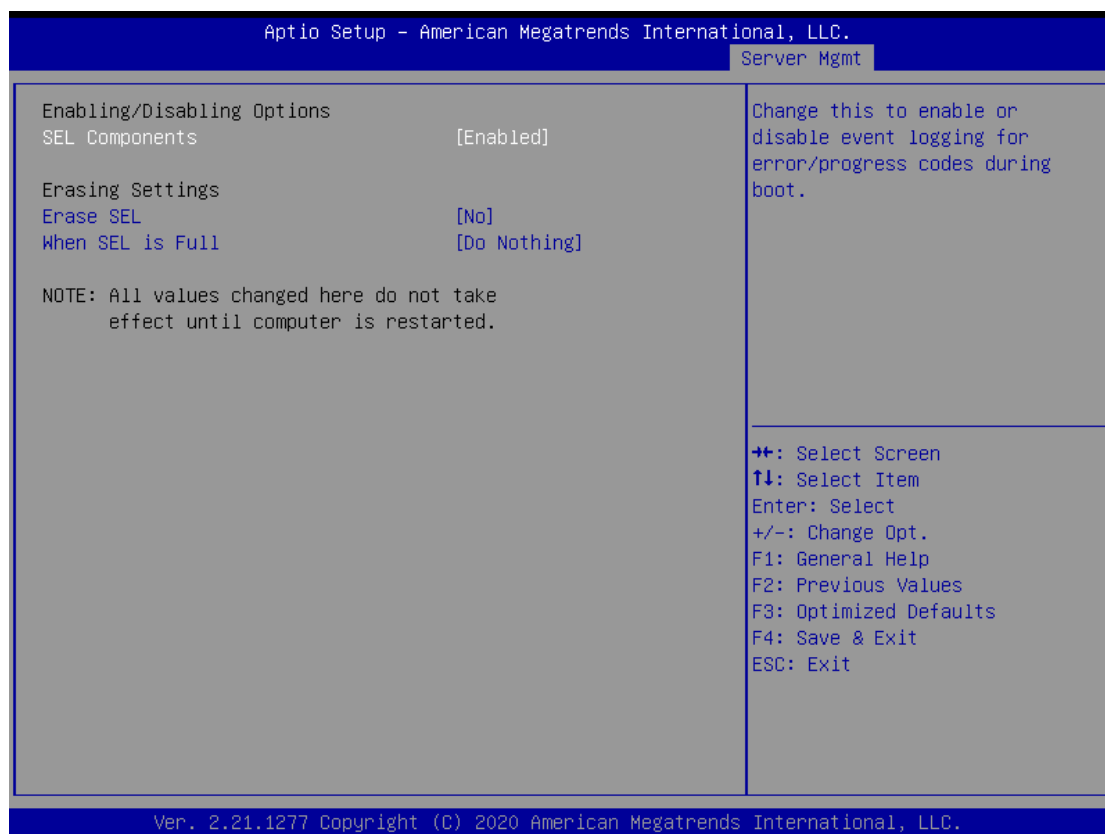 Aptio Setup – American Megatrends International, LLC.
Server Mgmt
Enabling/Disabling Options
SEL Components [Enabled]
Erasing Settings
Erase SEL [No]
When SEL is Full [Do Nothing]
NOTE: All values changed here do not take
effect until computer is restarted.
Change this to enable or
disable event logging for
error/progress codes during
boot.
→←: Select Screen
↑↓: Select Item
Enter: Select
+/-: Change Opt.
F1: General Help
F2: Previous Values
F3: Optimized Defaults
F4: Save & Exit
ESC: Exit
Ver. 2.21.1277 Copyright (C) 2020 American Megatrends International, LLC.